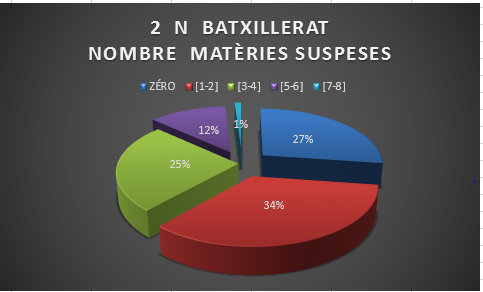 2 N BATXILLERAT
NOMBRE MATÈRIES SUSPESES
ZÉRO [1-2] [3-4] [5-6] [7-8]
1%
12%
27%
25%
34%